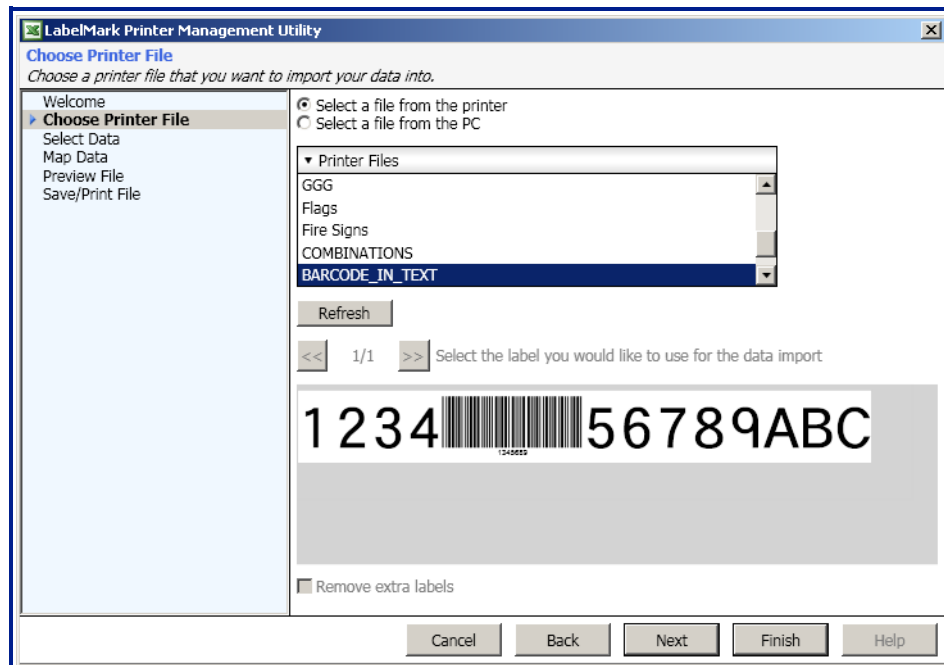 LabelMark Printer Management Utility
Choose Printer File
Choose a printer file that you want to import your data into.
Welcome
Choose Printer File
Select Data
Map Data
Preview File
Save/Print File
Select a file from the printer
Select a file from the PC
Printer Files
GGG
Flags
Fire Signs
COMBINATIONS
BARCODE_IN_TEXT
Refresh
<< 1/1 >> Select the label you would like to use for the data import
1234 56789ABC
Remove extra labels
Cancel Back Next Finish Help